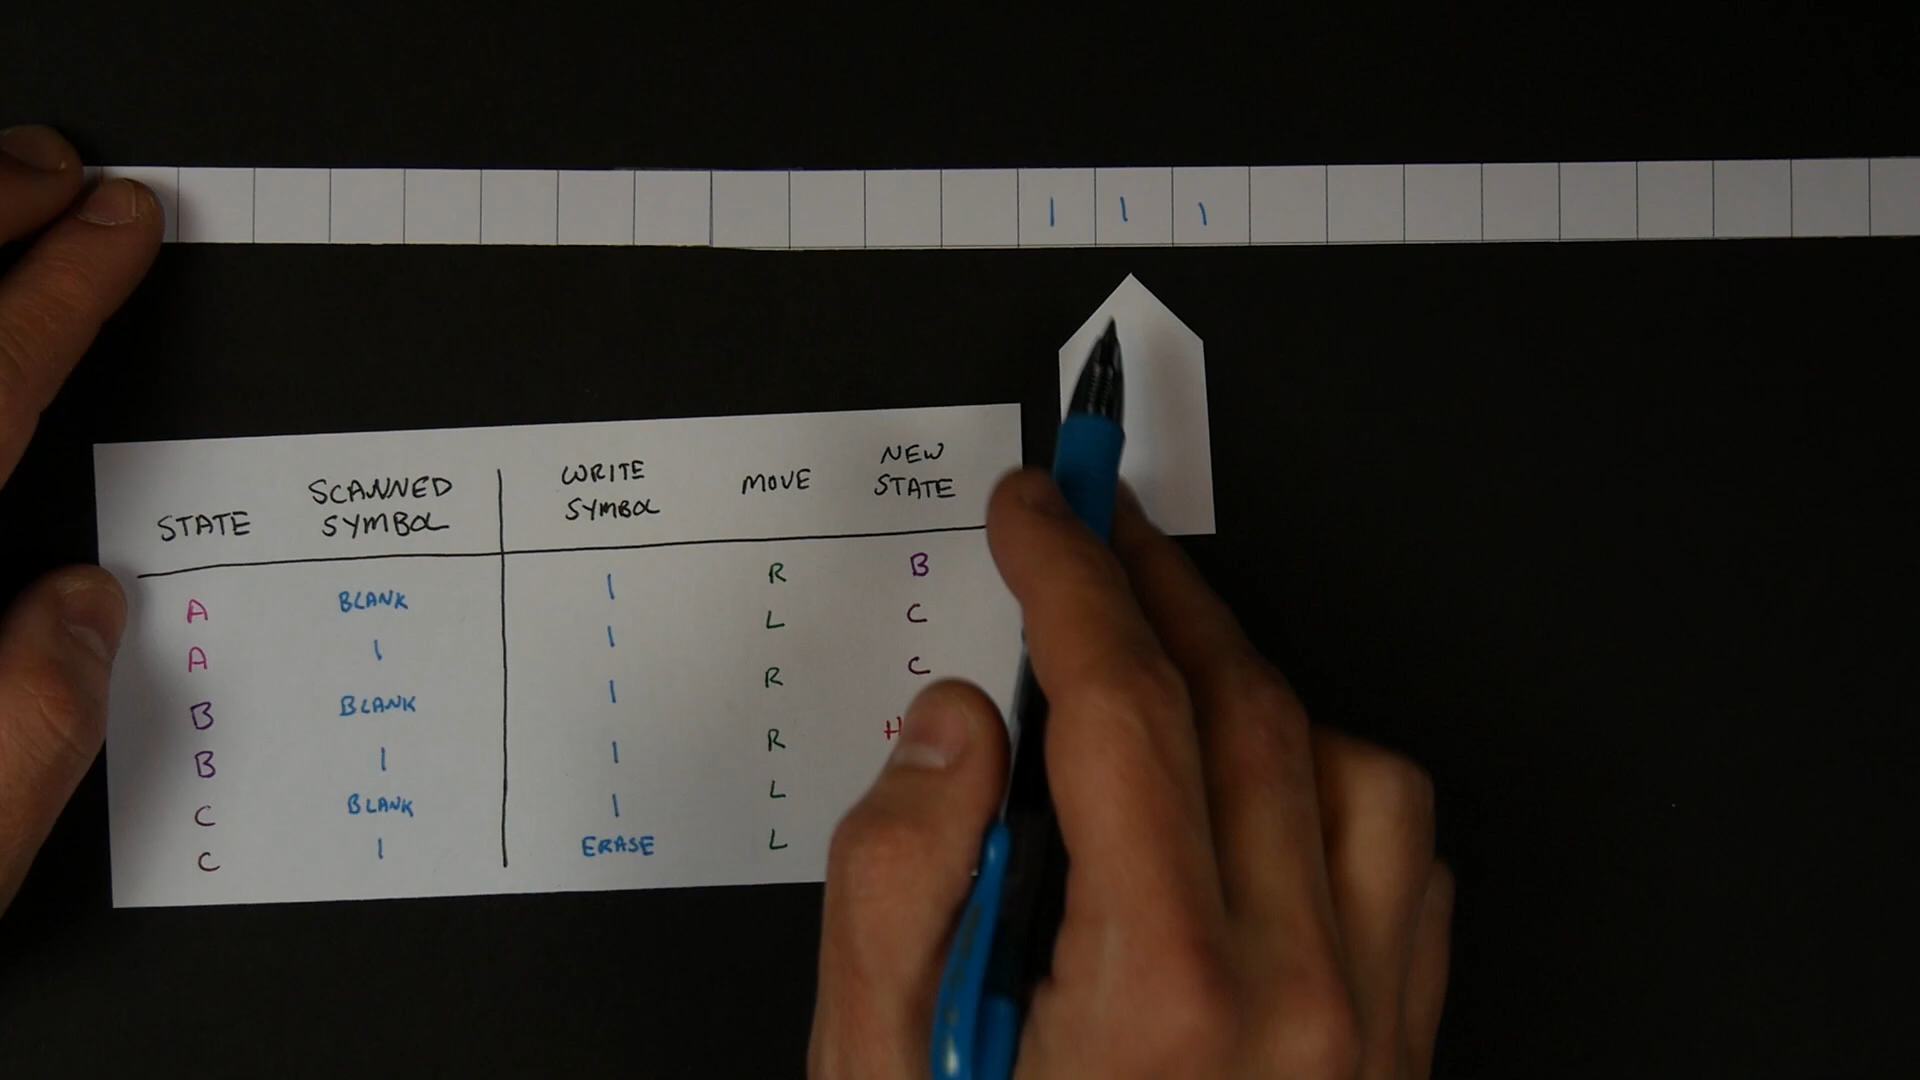 1 1 1
STATE SCANNED SYMBOL WRITE SYMBOL MOVE NEW STATE
A BLANK 1 R B
A 1 1 L C
B BLANK 1 R C
B 1 1 R
C BLANK 1 L
C 1 ERASE L